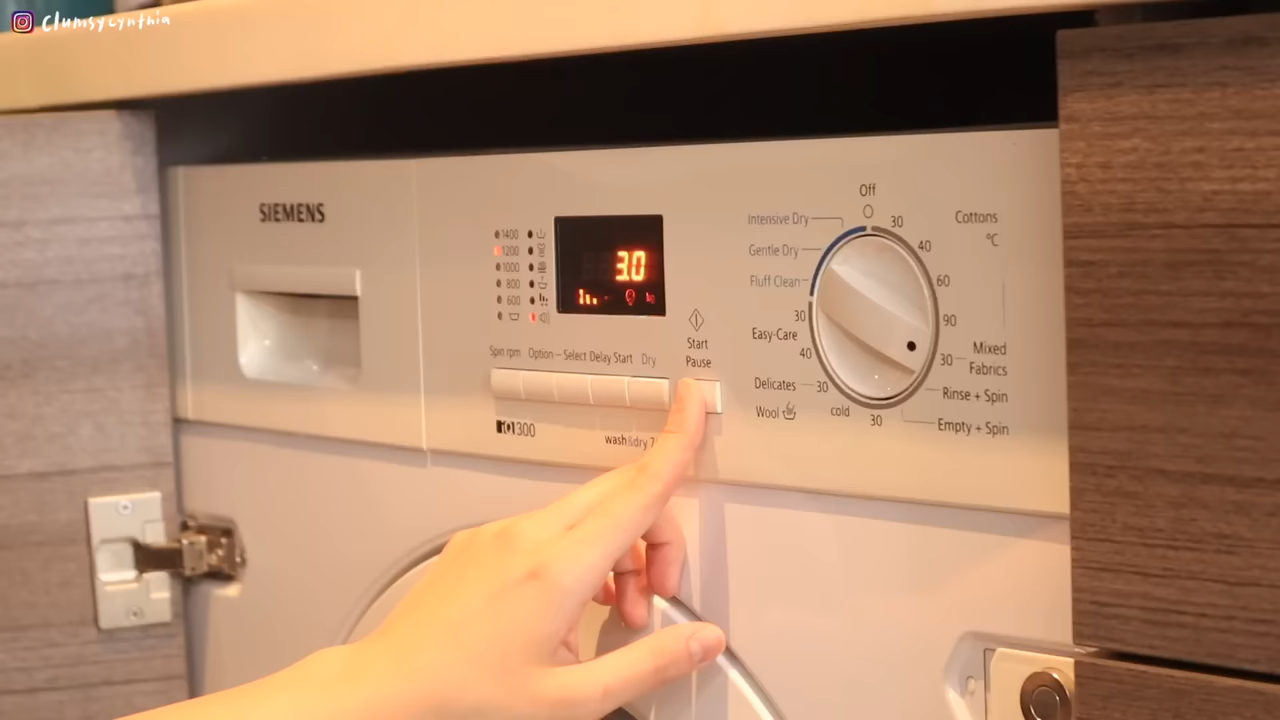 clumsycynthia
SIEMENS
1400
1200
1000
800
600
3.0
Spin rpm
Option – Select
Delay Start
Dry
Start
Pause
iQ300
wash&dry 7
Off
Intensive Dry
Gentle Dry
Fluff Clean
30
Easy-Care
40
Delicates
30
Wool
cold
30
30
40
60
90
30
Cottons
°C
Mixed
Fabrics
Rinse + Spin
Empty + Spin